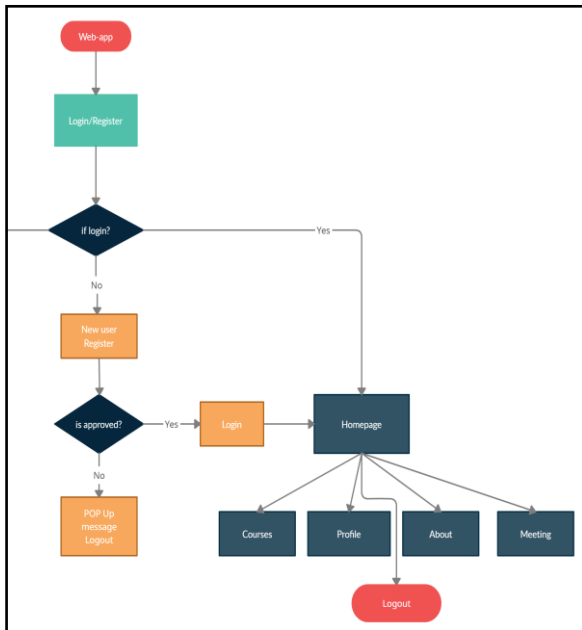 Web-app
Login/Register
if login?
Yes
No
New user
Register
is approved?
Yes
Login
Homepage
No
POP Up
message
Logout
Courses
Profile
About
Meeting
Logout